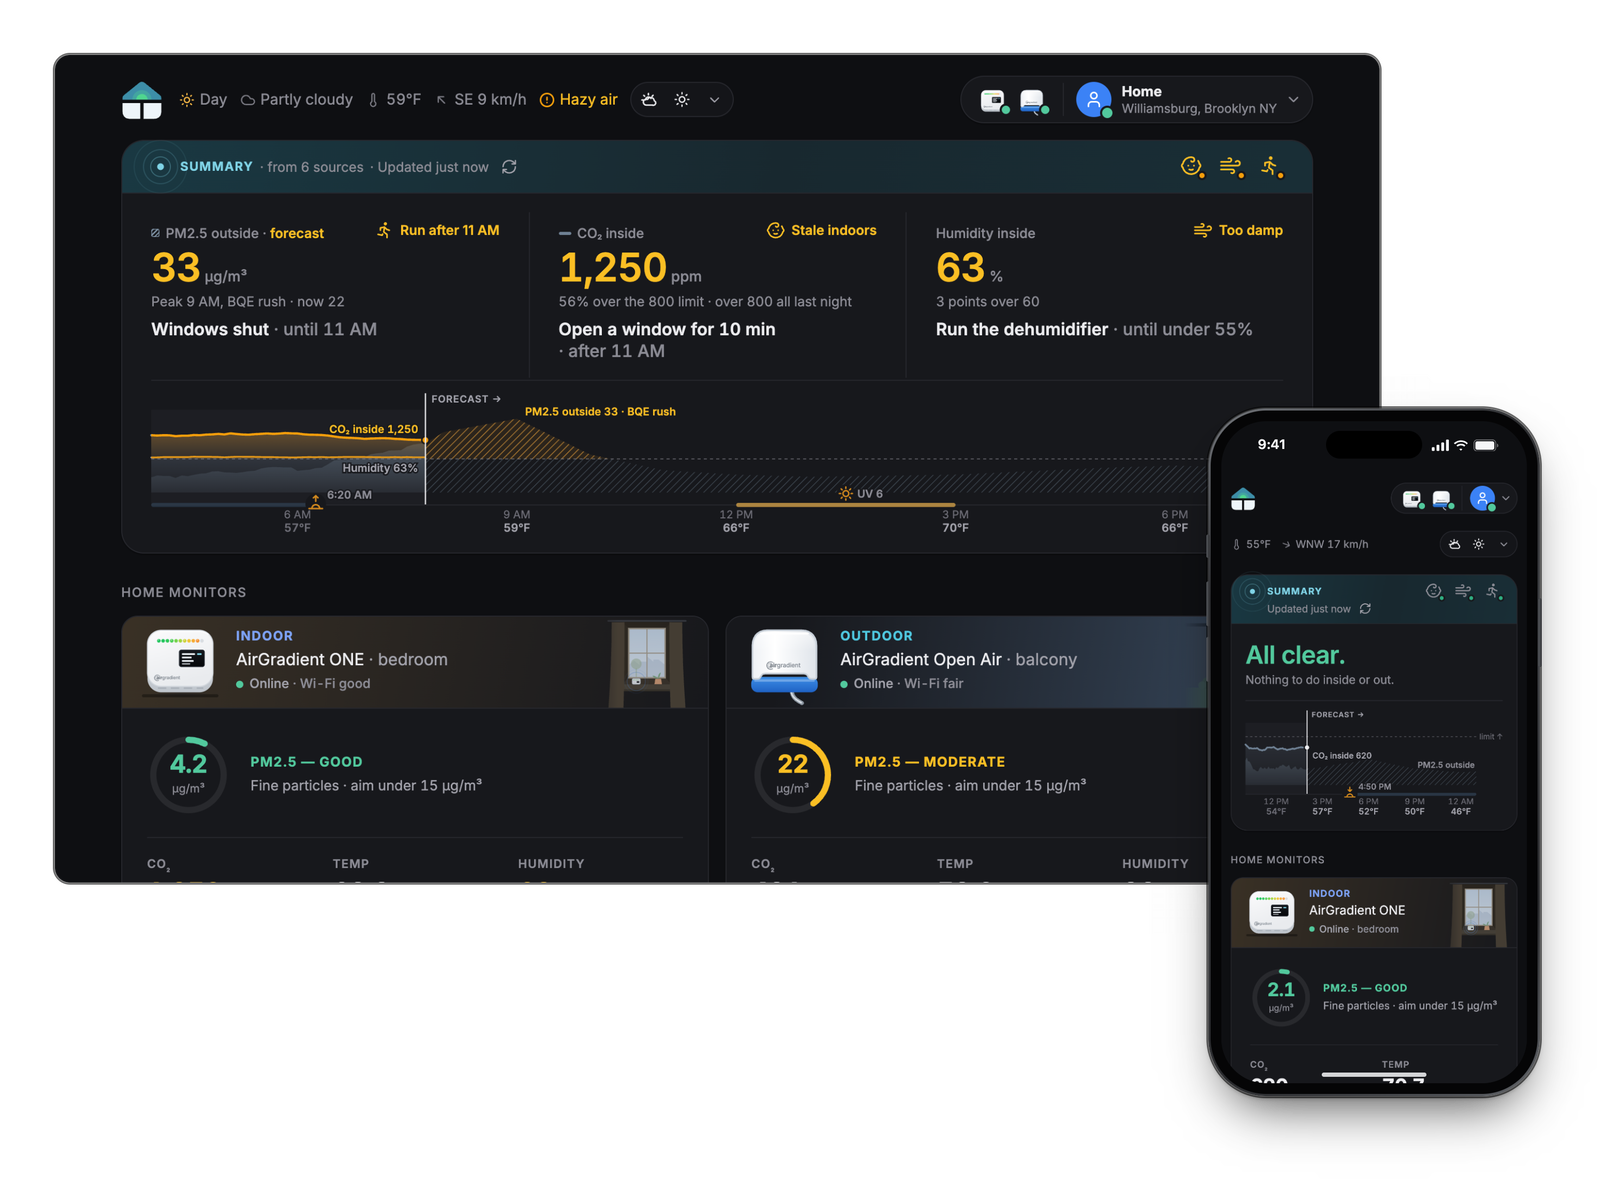 Day Partly cloudy 59°F SE 9 km/h Hazy air
Home
Williamsburg, Brooklyn NY
SUMMARY · from 6 sources · Updated just now
PM2.5 outside · forecast
Run after 11 AM
33 µg/m³
Peak 9 AM, BQE rush · now 22
Windows shut · until 11 AM
CO₂ inside
Stale indoors
1,250 ppm
56% over the 800 limit · over 800 all last night
Open a window for 10 min
· after 11 AM
Humidity inside
Too damp
63 %
3 points over 60
Run the dehumidifier · until under 55%
FORECAST →
PM2.5 outside 33 · BQE rush
CO₂ inside 1,250
Humidity 63%
6:20 AM
UV 6
6 AM 9 AM 12 PM 3 PM 6 PM
57°F 59°F 66°F 70°F 66°F
HOME MONITORS
INDOOR
AirGradient ONE · bedroom
Online · Wi-Fi good
airgradient
4.2
µg/m³
PM2.5 — GOOD
Fine particles · aim under 15 µg/m³
CO₂ TEMP HUMIDITY
OUTDOOR
AirGradient Open Air · balcony
Online · Wi-Fi fair
airgradient
22
µg/m³
PM2.5 — MODERATE
Fine particles · aim under 15 µg/m³
CO₂ TEMP HUMIDITY
9:41
55°F WNW 17 km/h
SUMMARY
Updated just now
All clear.
Nothing to do inside or out.
FORECAST →
limit ↑
CO₂ inside 620
PM2.5 outside
4:50 PM
12 PM 3 PM 6 PM 9 PM 12 AM
54°F 57°F 52°F 50°F 46°F
HOME MONITORS
INDOOR
AirGradient ONE
Online · bedroom
2.1
µg/m³
PM2.5 — GOOD
Fine particles · aim under 15 µg/m³
CO₂ TEMP